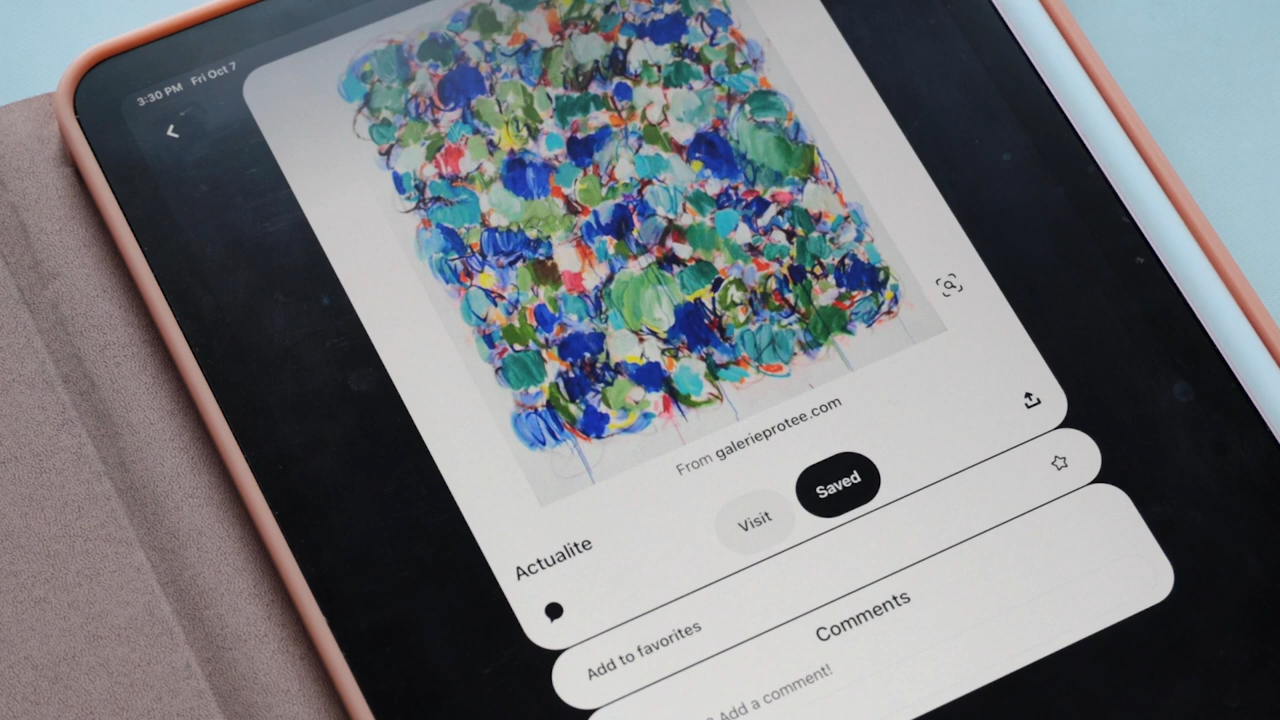 3:30 PM Fri Oct 7
From galerieprotee.com
Visit
Saved
Actualite
Add to favorites
Comments
Add a comment!